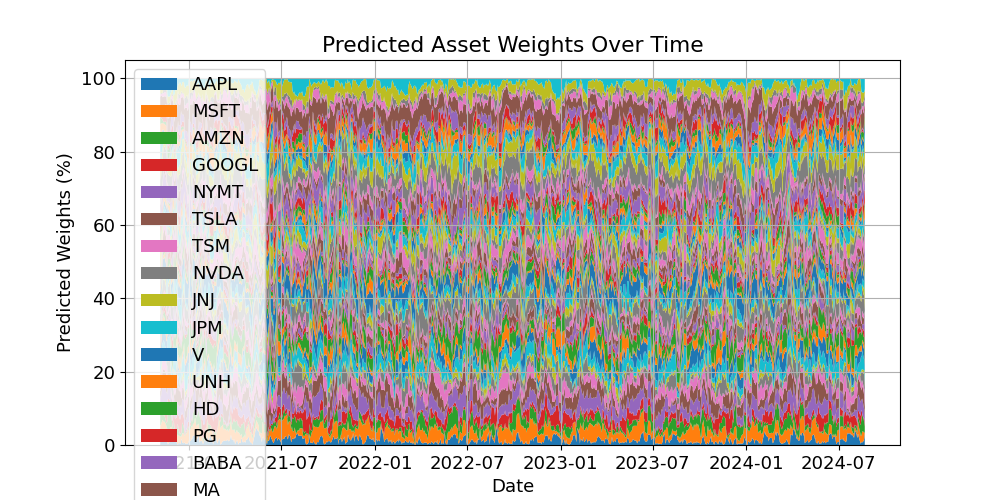 Predicted Asset Weights Over Time
Predicted Weights (%)
100
80
60
40
20
0
AAPL
MSFT
AMZN
GOOGL
NYMT
TSLA
TSM
NVDA
JNJ
JPM
V
UNH
HD
PG
BABA
MA
2021-07
2022-01
2022-07
2023-01
2023-07
2024-01
2024-07
Date